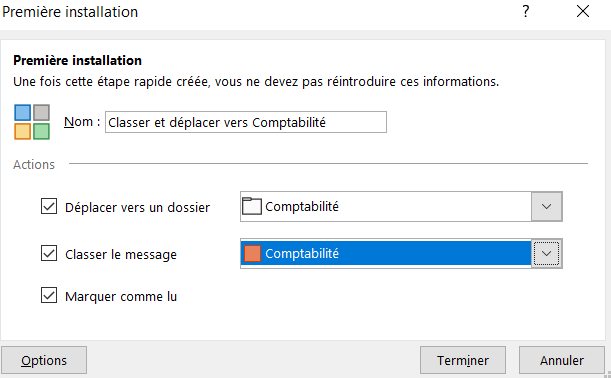 Première installation
?
Première installation
Une fois cette étape rapide créée, vous ne devez pas réintroduire ces informations.
Nom : Classer et déplacer vers Comptabilité
Actions
Déplacer vers un dossier Comptabilité
Classer le message Comptabilité
Marquer comme lu
Options Terminer Annuler